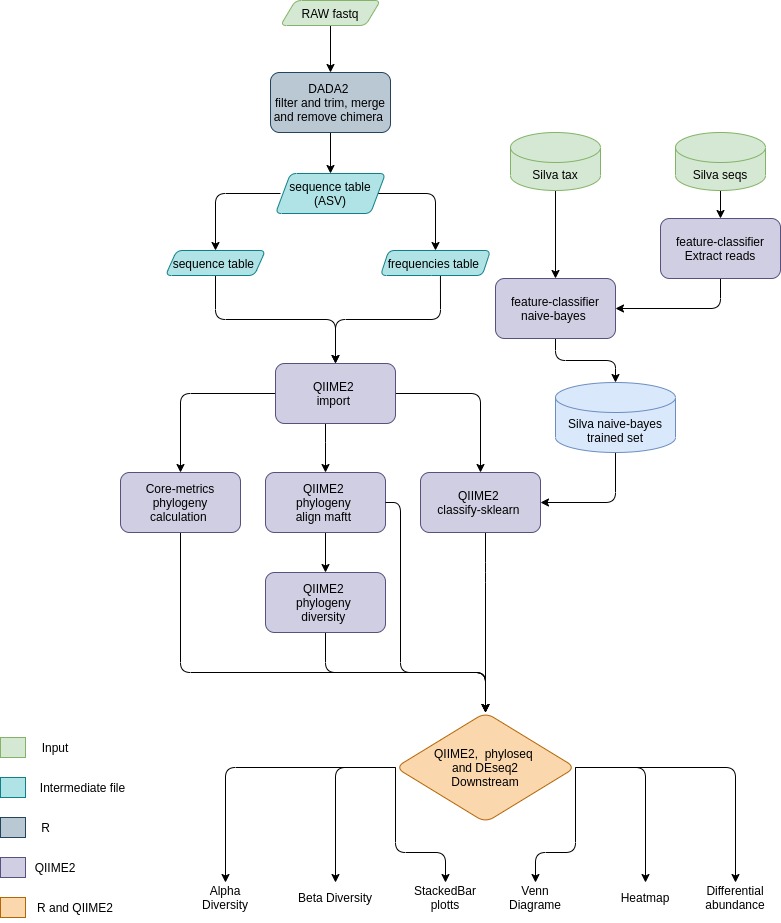 RAW fastq
DADA2
filter and trim, merge
and remove chimera
sequence table
(ASV)
Silva tax
Silva seqs
sequence table
frequencies table
feature-classifier
Extract reads
feature-classifier
naive-bayes
QIIME2
import
Silva naive-bayes
trained set
Core-metrics
phylogeny
calculation
QIIME2
phylogeny
align maftt
QIIME2
classify-sklearn
QIIME2
phylogeny
diversity
QIIME2, phyloseq
and DEseq2
Downstream
Input
Intermediate file
R
QIIME2
R and QIIME2
Alpha
Diversity
Beta Diversity
StackedBar
plotts
Venn
Diagrame
Heatmap
Differential
abundance